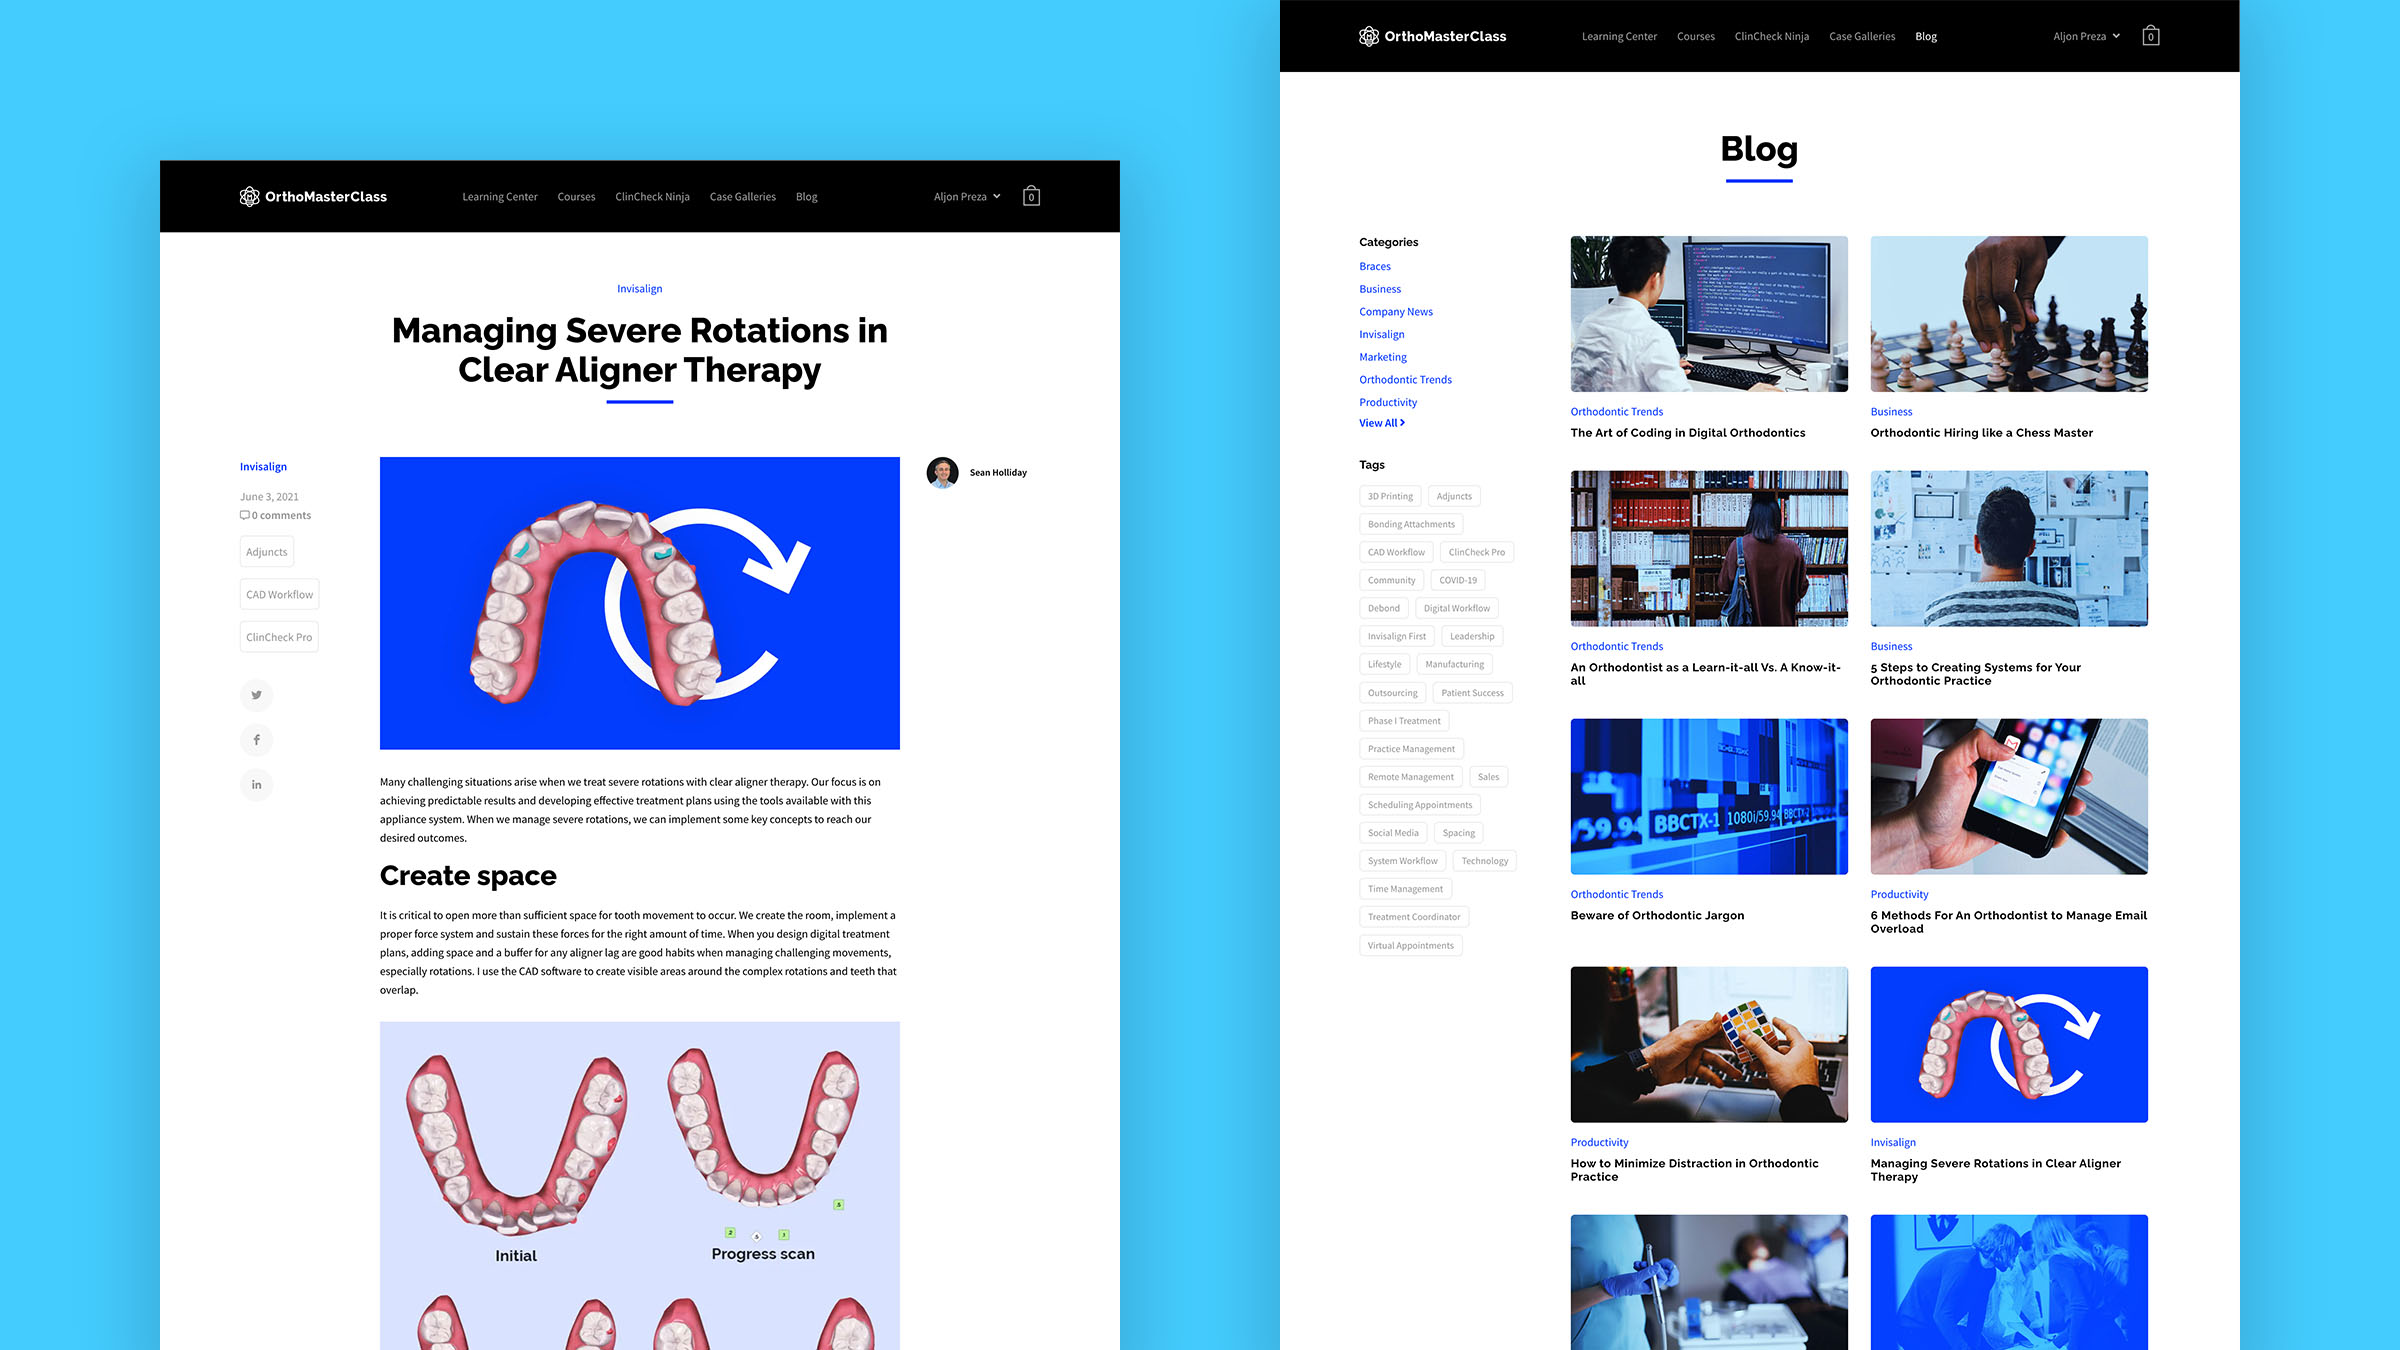 OrthoMasterClass
Learning Center
Courses
ClinCheck Ninja
Case Galleries
Blog
Aljon Preza
0
Invisalign
Managing Severe Rotations in
Clear Aligner Therapy
Invisalign
June 3, 2021
0 comments
Adjuncts
CAD Workflow
ClinCheck Pro
Sean Holliday
Many challenging situations arise when we treat severe rotations with clear aligner therapy. Our focus is on
achieving predictable results and developing effective treatment plans using the tools available with this
appliance system. When we manage severe rotations, we can implement some key concepts to reach our
desired outcomes.
Create space
It is critical to open more than sufficient space for tooth movement to occur. We create the room, implement a
proper force system and sustain these forces for the right amount of time. When you design digital treatment
plans, adding space and a buffer for any aligner lag are good habits when managing challenging movements,
especially rotations. I use the CAD software to create visible areas around the complex rotations and teeth that
overlap.
Initial
Progress scan
OrthoMasterClass
Learning Center
Courses
ClinCheck Ninja
Case Galleries
Blog
Aljon Preza
0
Blog
Categories
Braces
Business
Company News
Invisalign
Marketing
Orthodontic Trends
Productivity
View All
Tags
3D Printing
Adjuncts
Bonding Attachments
CAD Workflow
ClinCheck Pro
Community
COVID-19
Debond
Digital Workflow
Invisalign First
Leadership
Lifestyle
Manufacturing
Outsourcing
Patient Success
Phase I Treatment
Practice Management
Remote Management
Sales
Scheduling Appointments
Social Media
Spacing
System Workflow
Technology
Time Management
Treatment Coordinator
Virtual Appointments
Orthodontic Trends
The Art of Coding in Digital Orthodontics
Business
Orthodontic Hiring like a Chess Master
Orthodontic Trends
An Orthodontist as a Learn-it-all Vs. A Know-it-
all
Business
5 Steps to Creating Systems for Your
Orthodontic Practice
59.94
BBCTX-1
1080i/59.94
BBCTX-
Orthodontic Trends
Beware of Orthodontic Jargon
Productivity
6 Methods For An Orthodontist to Manage Email
Overload
Productivity
How to Minimize Distraction in Orthodontic
Practice
Invisalign
Managing Severe Rotations in Clear Aligner
Therapy